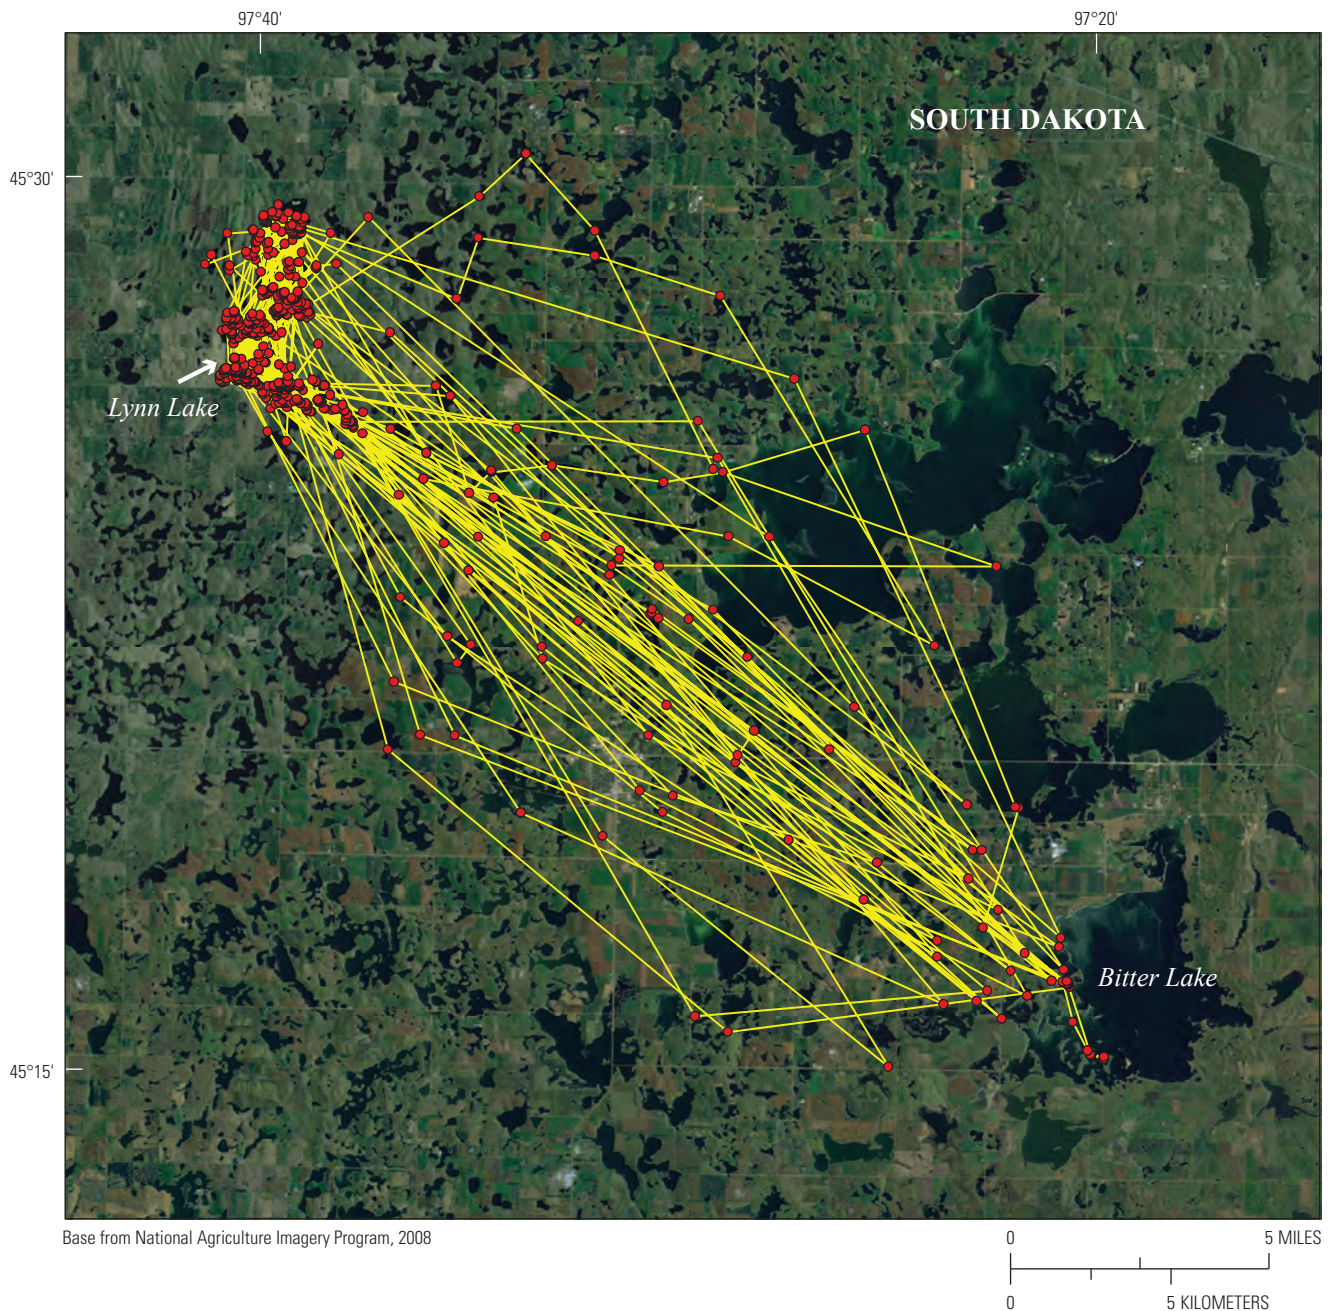 97°40'
97°20'
SOUTH DAKOTA
45°30'
Lynn Lake
Bitter Lake
45°15'
Base from National Agriculture Imagery Program, 2008
0 5 MILES
0 5 KILOMETERS